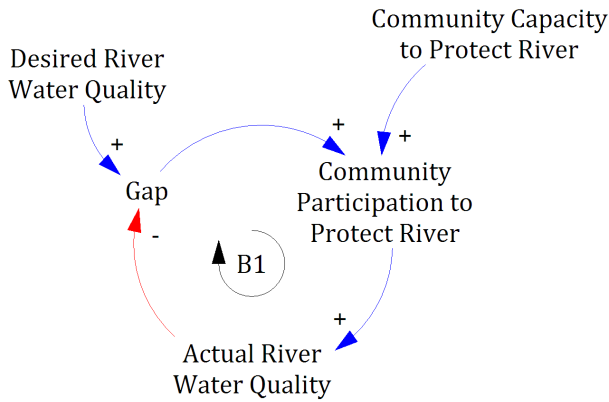 Community Capacity
to Protect River
Desired River
Water Quality
+
+
+
Community
Participation to
Protect River
Gap
-
B1
+
Actual River
Water Quality